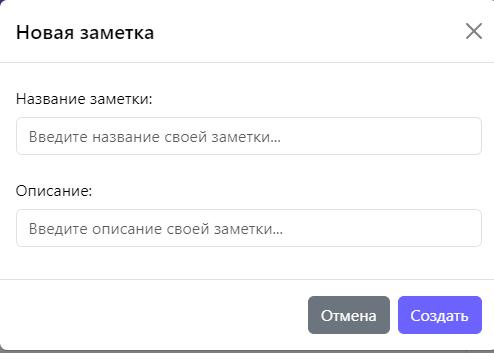 Новая заметка
Название заметки:
Введите название своей заметки...
Описание:
Введите описание своей заметки...
Отмена
Создать